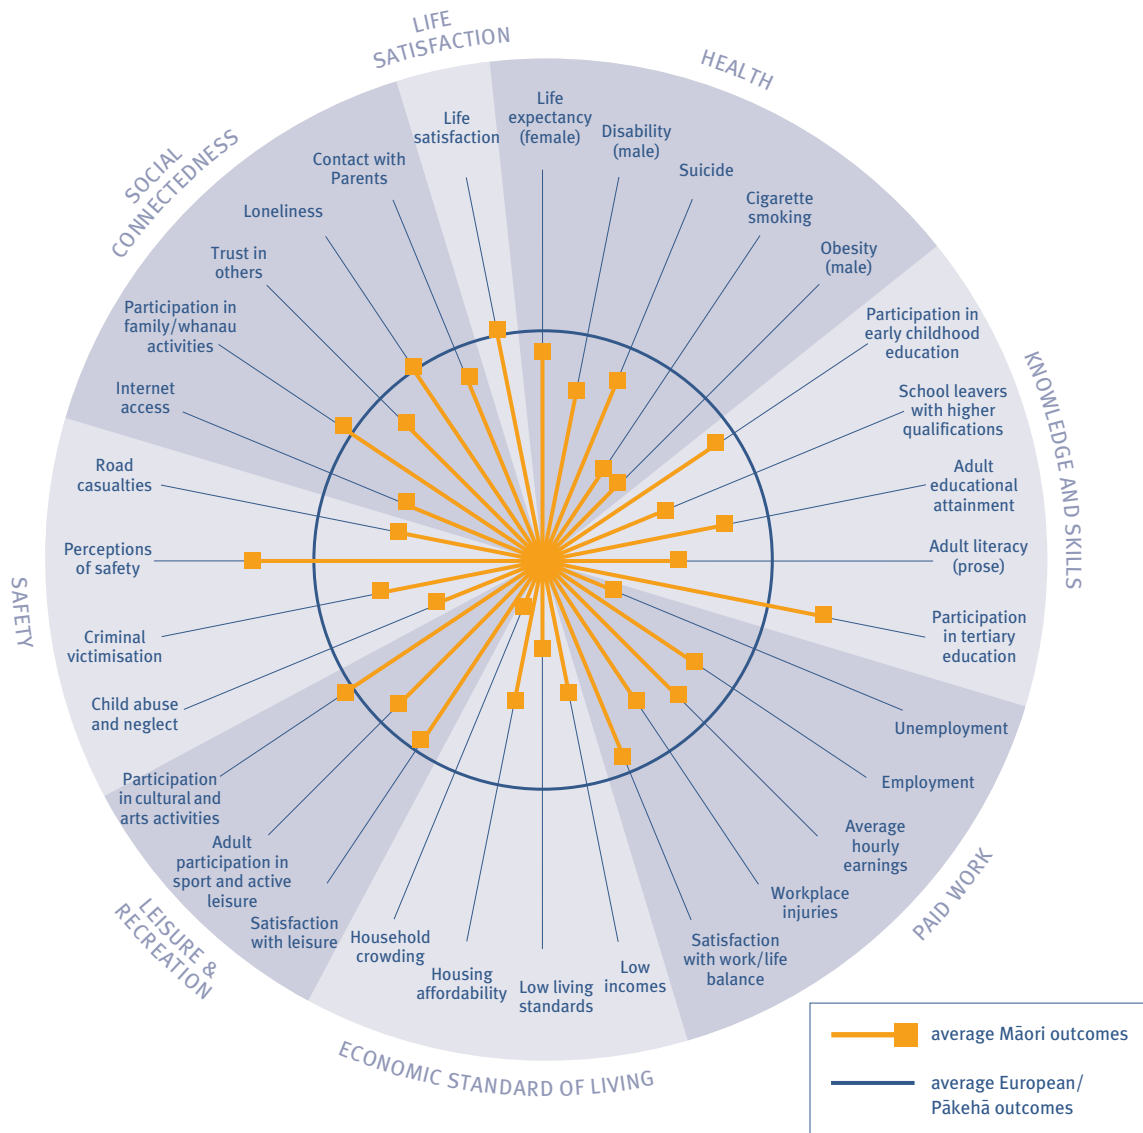 LIFE
SATISFACTION
HEALTH
KNOWLEDGE AND SKILLS
PAID WORK
ECONOMIC STANDARD OF LIVING
LEISURE &
RECREATION
SAFETY
SOCIAL
CONNECTEDNESS
Life
satisfaction
Life
expectancy
(female)
Disability
(male)
Suicide
Cigarette
smoking
Obesity
(male)
Participation in
early childhood
education
School leavers
with higher
qualifications
Adult
educational
attainment
Adult literacy
(prose)
Participation
in tertiary
education
Unemployment
Employment
Average
hourly
earnings
Workplace
injuries
Satisfaction
with work/life
balance
Low
incomes
Low living
standards
Housing
affordability
Household
crowding
Satisfaction
with leisure
Adult
participation in
sport and active
leisure
Participation
in cultural and
arts activities
Child abuse
and neglect
Criminal
victimisation
Perceptions
of safety
Road
casualties
Internet
access
Participation in
family/whanau
activities
Trust in
others
Loneliness
Contact with
Parents
average Māori outcomes
average European/
Pākehā outcomes